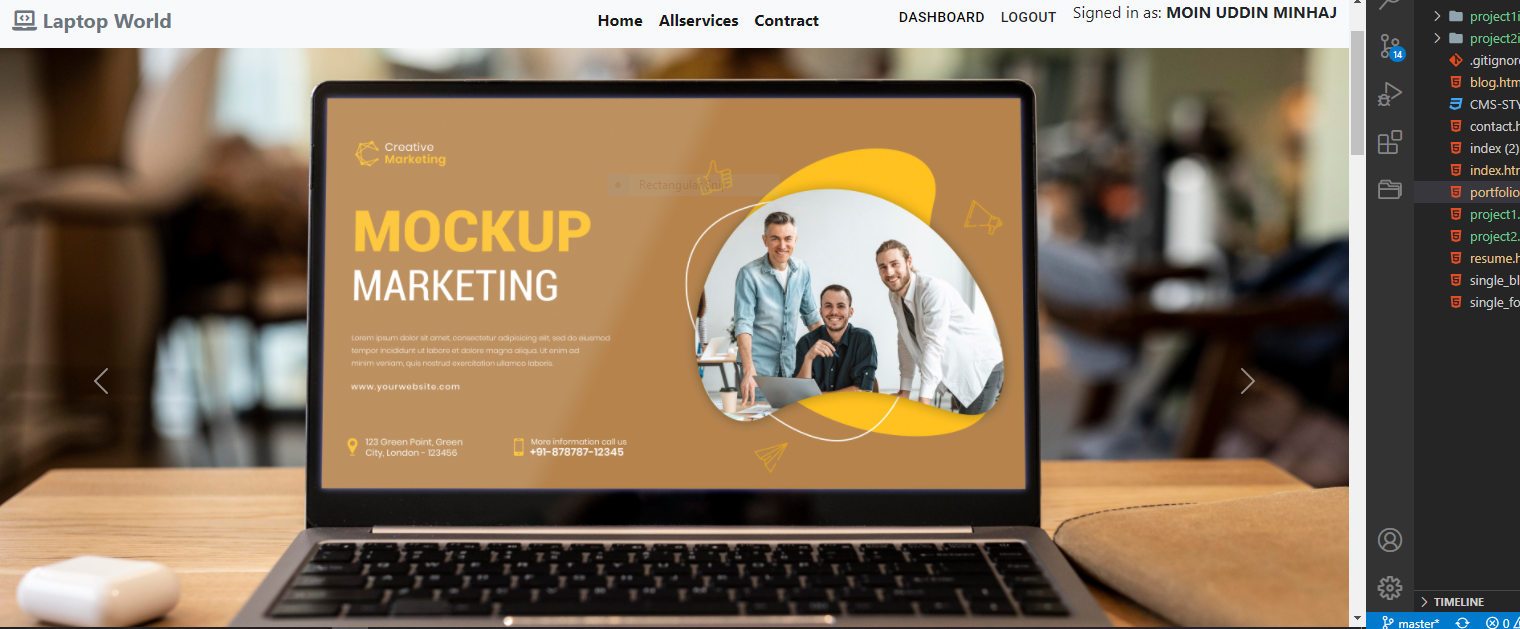 Laptop World
Home Allservices Contract
DASHBOARD LOGOUT Signed in as: MOIN UDDIN MINHAJ
Creative
Marketing
MOCKUP
MARKETING
Lorem ipsum dolor sit amet, consectetur adipisicing elit, sed do eiusmod
tempor incididunt ut labore et dolore magna aliqua. Ut enim ad
minim veniam, quis nostrud exercitation ullamco laboris.
www.yourwebsite.com
123 Green Point, Green
City, London - 123456
More information call us
+91-878787-12345
14
project1i
project2i
.gitignor
blog.htm
CMS-STY
contact.h
index (2)
index.htm
portfolio
project1.
project2.
resume.h
single_bl
single_fo
TIMELINE
master* 0